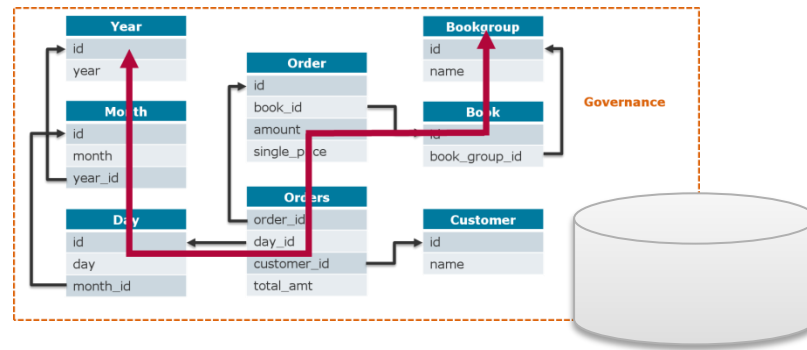 Year
id
year
Month
id
month
year_id
Day
id
day
month_id
Order
id
book_id
amount
single_price
Orders
order_id
day_id
customer_id
total_amt
Bookgroup
id
name
Book
id
book_group_id
Customer
id
name
Governance